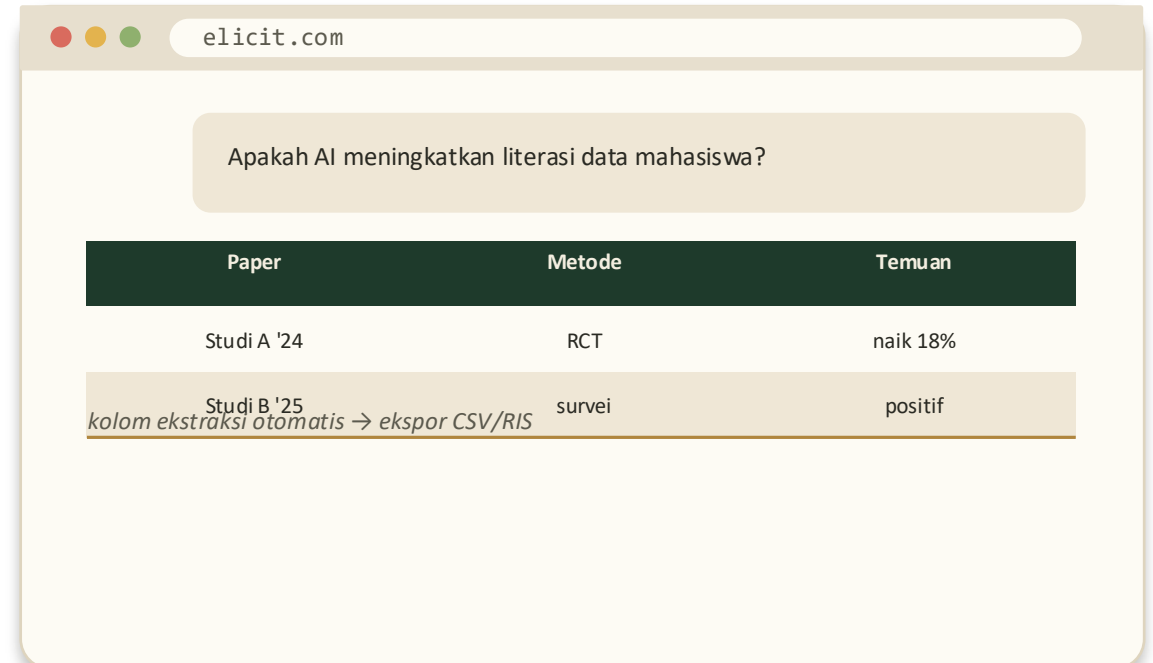 elicit.com
Apakah AI meningkatkan literasi data mahasiswa?
Paper Metode Temuan
Studi A '24 RCT naik 18%
Studi B '25 survei positif
kolom ekstraksi otomatis → ekspor CSV/RIS